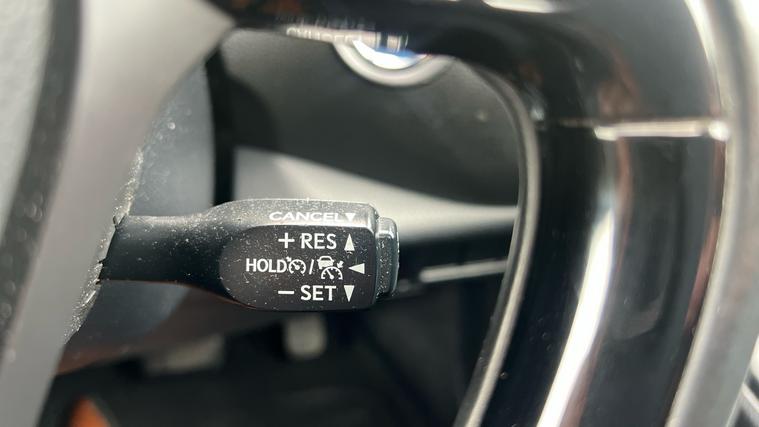 CANCEL▼
+ RES ▲
HOLD / ◄
− SET ▼